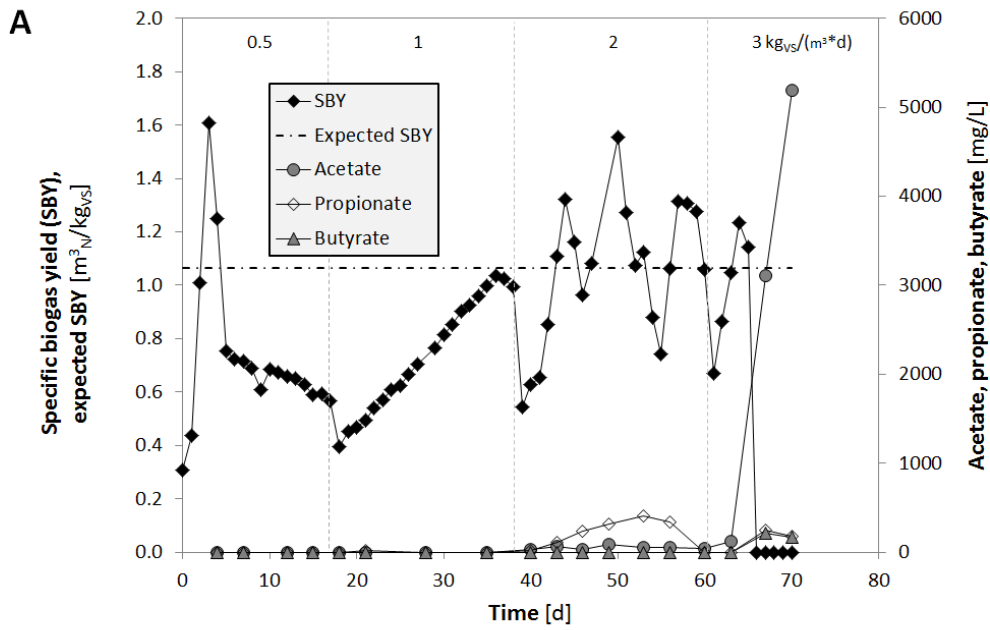 A
0.5 1 2 3 kgVS/(m³*d)
SBY
Expected SBY
Acetate
Propionate
Butyrate
Specific biogas yield (SBY),
expected SBY [m³N/kgVS]
2.0
1.8
1.6
1.4
1.2
1.0
0.8
0.6
0.4
0.2
0.0
6000
5000
4000
3000
2000
1000
0
Acetate, propionate, butyrate [mg/L]
0 10 20 30 40 50 60 70 80
Time [d]